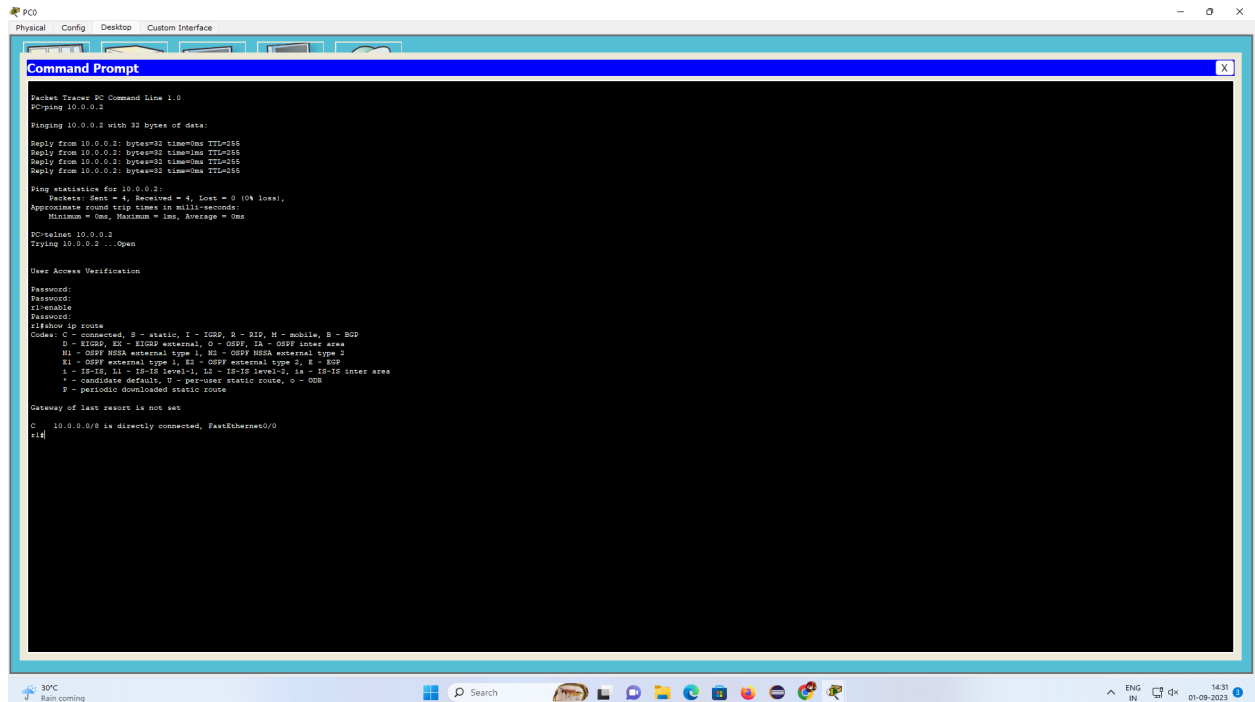 PC0
Physical Config Desktop Custom Interface
Command Prompt
X
Packet Tracer PC Command Line 1.0
PC>ping 10.0.0.2
Pinging 10.0.0.2 with 32 bytes of data:
Reply from 10.0.0.2: bytes=32 time=0ms TTL=255
Reply from 10.0.0.2: bytes=32 time=1ms TTL=255
Reply from 10.0.0.2: bytes=32 time=0ms TTL=255
Reply from 10.0.0.2: bytes=32 time=0ms TTL=255
Ping statistics for 10.0.0.2:
Packets: Sent = 4, Received = 4, Lost = 0 (0% loss),
Approximate round trip times in milli-seconds:
Minimum = 0ms, Maximum = 1ms, Average = 0ms
PC>telnet 10.0.0.2
Trying 10.0.0.2 ...Open
User Access Verification
Password:
Password:
r1>enable
Password:
r1#show ip route
Codes: C - connected, S - static, I - IGRP, R - RIP, M - mobile, B - BGP
D - EIGRP, EX - EIGRP external, O - OSPF, IA - OSPF inter area
N1 - OSPF NSSA external type 1, N2 - OSPF NSSA external type 2
E1 - OSPF external type 1, E2 - OSPF external type 2, E - EGP
i - IS-IS, L1 - IS-IS level-1, L2 - IS-IS level-2, ia - IS-IS inter area
* - candidate default, U - per-user static route, o - ODR
P - periodic downloaded static route
Gateway of last resort is not set
C 10.0.0.0/8 is directly connected, FastEthernet0/0
r1#
30°C
Rain coming
Search
ENG
IN
14:31
01-09-2023
3